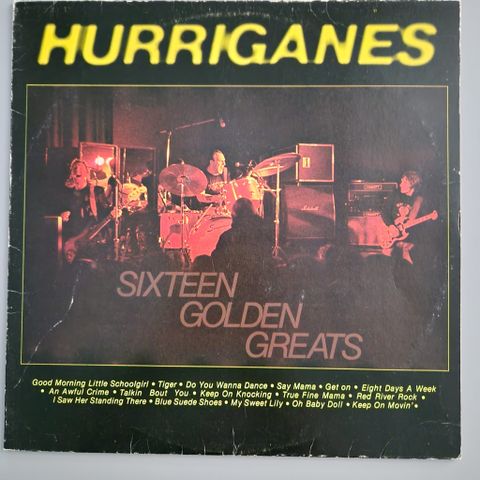 HURRIGANES
SIXTEEN
GOLDEN
GREATS
Good Morning Little Schoolgirl • Tiger • Do You Wanna Dance • Say Mama • Get on • Eight Days A Week
• An Awful Crime • Talkin Bout You • Keep On Knocking • True Fine Mama • Red River Rock •
I Saw Her Standing There • Blue Suede Shoes • My Sweet Lily • Oh Baby Doll • Keep On Movin' •